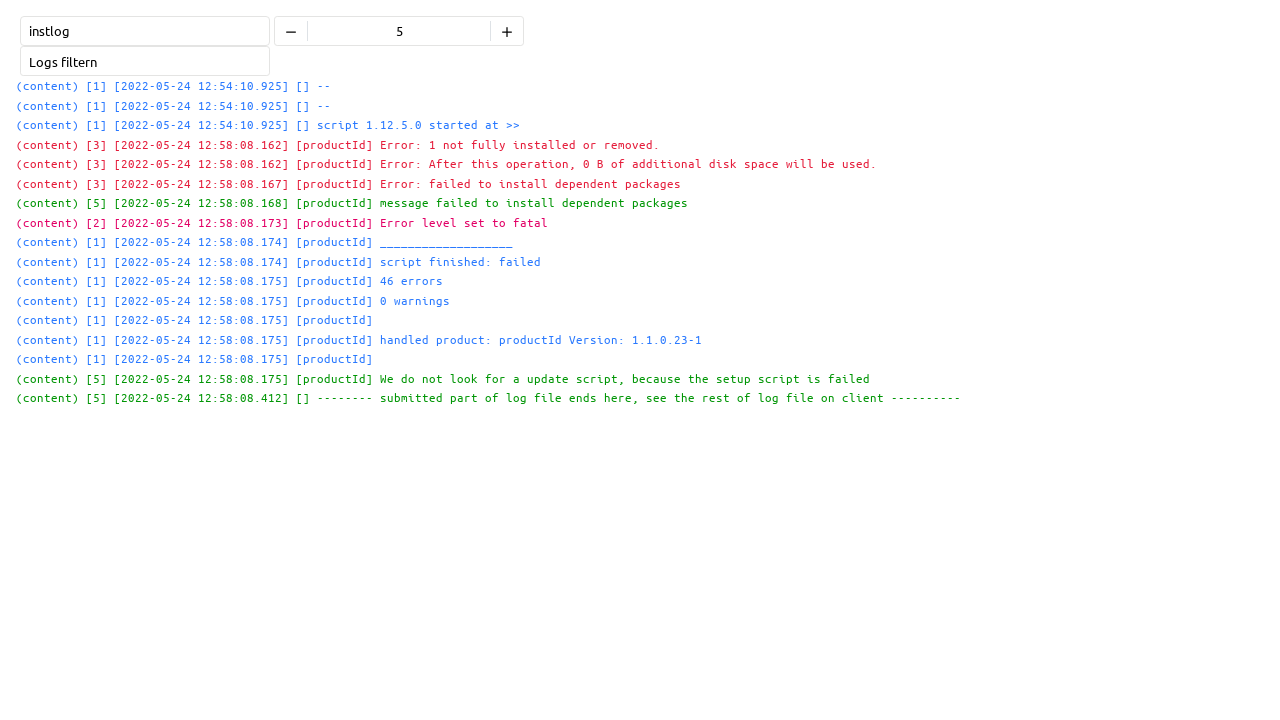 instlog
− 5 +
Logs filtern
(content) [1] [2022-05-24 12:54:10.925] [] --
(content) [1] [2022-05-24 12:54:10.925] [] --
(content) [1] [2022-05-24 12:54:10.925] [] script 1.12.5.0 started at >>
(content) [3] [2022-05-24 12:58:08.162] [productId] Error: 1 not fully installed or removed.
(content) [3] [2022-05-24 12:58:08.162] [productId] Error: After this operation, 0 B of additional disk space will be used.
(content) [3] [2022-05-24 12:58:08.167] [productId] Error: failed to install dependent packages
(content) [5] [2022-05-24 12:58:08.168] [productId] message failed to install dependent packages
(content) [2] [2022-05-24 12:58:08.173] [productId] Error level set to fatal
(content) [1] [2022-05-24 12:58:08.174] [productId] ___________________
(content) [1] [2022-05-24 12:58:08.174] [productId] script finished: failed
(content) [1] [2022-05-24 12:58:08.175] [productId] 46 errors
(content) [1] [2022-05-24 12:58:08.175] [productId] 0 warnings
(content) [1] [2022-05-24 12:58:08.175] [productId]
(content) [1] [2022-05-24 12:58:08.175] [productId] handled product: productId Version: 1.1.0.23-1
(content) [1] [2022-05-24 12:58:08.175] [productId]
(content) [5] [2022-05-24 12:58:08.175] [productId] We do not look for a update script, because the setup script is failed
(content) [5] [2022-05-24 12:58:08.412] [] -------- submitted part of log file ends here, see the rest of log file on client ----------